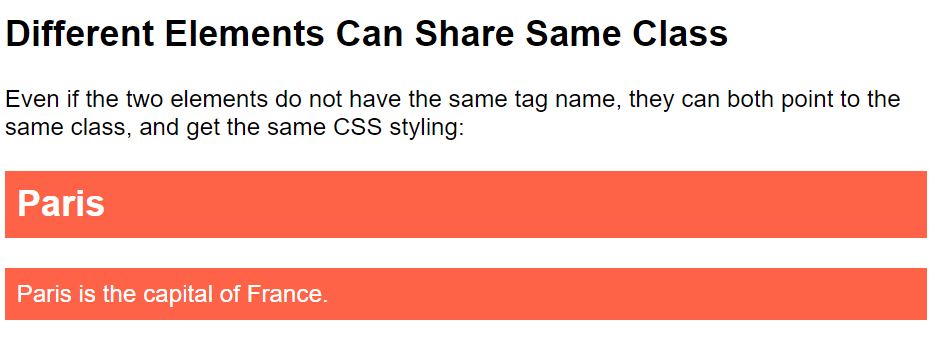 Different Elements Can Share Same Class
Even if the two elements do not have the same tag name, they can both point to the
same class, and get the same CSS styling:
Paris
Paris is the capital of France.